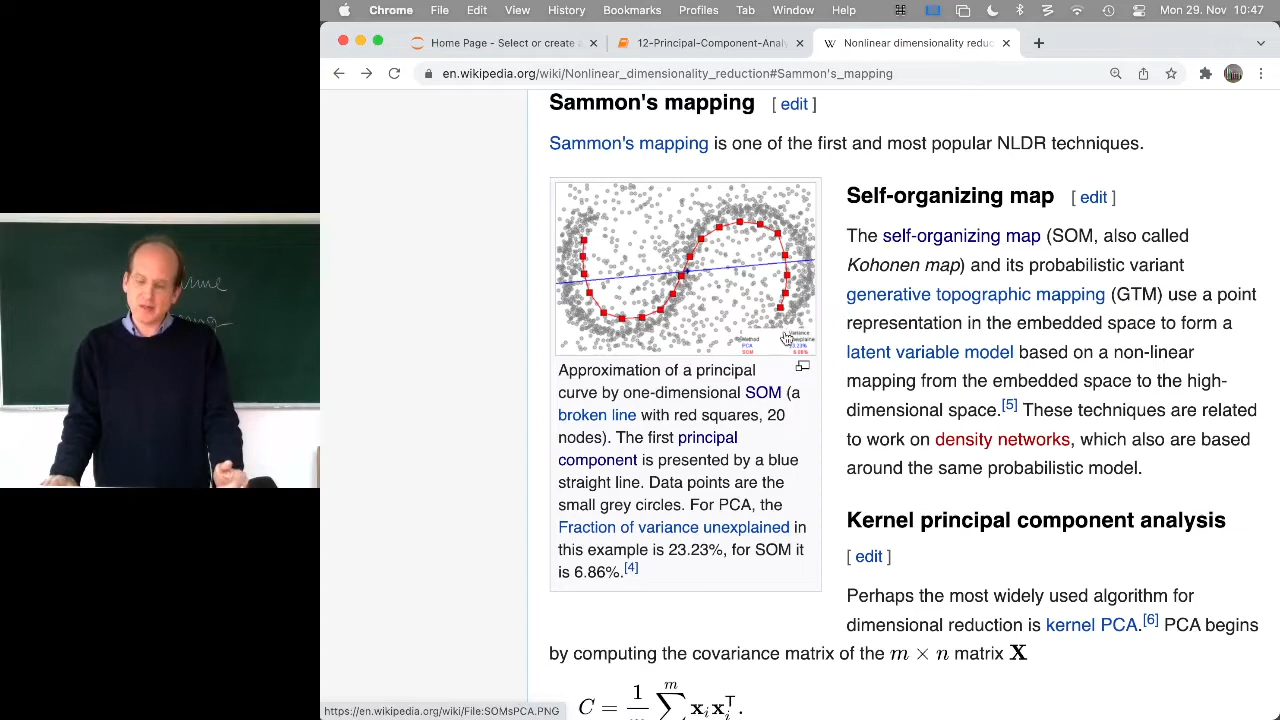 Chrome File Edit View History Bookmarks Profiles Tab Window Help Mon 29. Nov 10:47
Home Page - Select or create a
12-Principal-Component-Analy
Nonlinear dimensionality reduc
en.wikipedia.org/wiki/Nonlinear_dimensionality_reduction#Sammon's_mapping
Sammon's mapping [ edit ]
Sammon's mapping is one of the first and most popular NLDR techniques.
PCA 23.23%
SOM 6.86%
Approximation of a principal
curve by one-dimensional SOM (a
broken line with red squares, 20
nodes). The first principal
component is presented by a blue
straight line. Data points are the
small grey circles. For PCA, the
Fraction of variance unexplained in
this example is 23.23%, for SOM it
is 6.86%.[4]
Self-organizing map [ edit ]
The self-organizing map (SOM, also called
Kohonen map) and its probabilistic variant
generative topographic mapping (GTM) use a point
representation in the embedded space to form a
latent variable model based on a non-linear
mapping from the embedded space to the high-
dimensional space.[5] These techniques are related
to work on density networks, which also are based
around the same probabilistic model.
Kernel principal component analysis
[ edit ]
Perhaps the most widely used algorithm for
dimensional reduction is kernel PCA.[6] PCA begins
by computing the covariance matrix of the m × n matrix X
C = 1/m ∑ m x_i x_i^T.
https://en.wikipedia.org/wiki/File:SOMsPCA.PNG